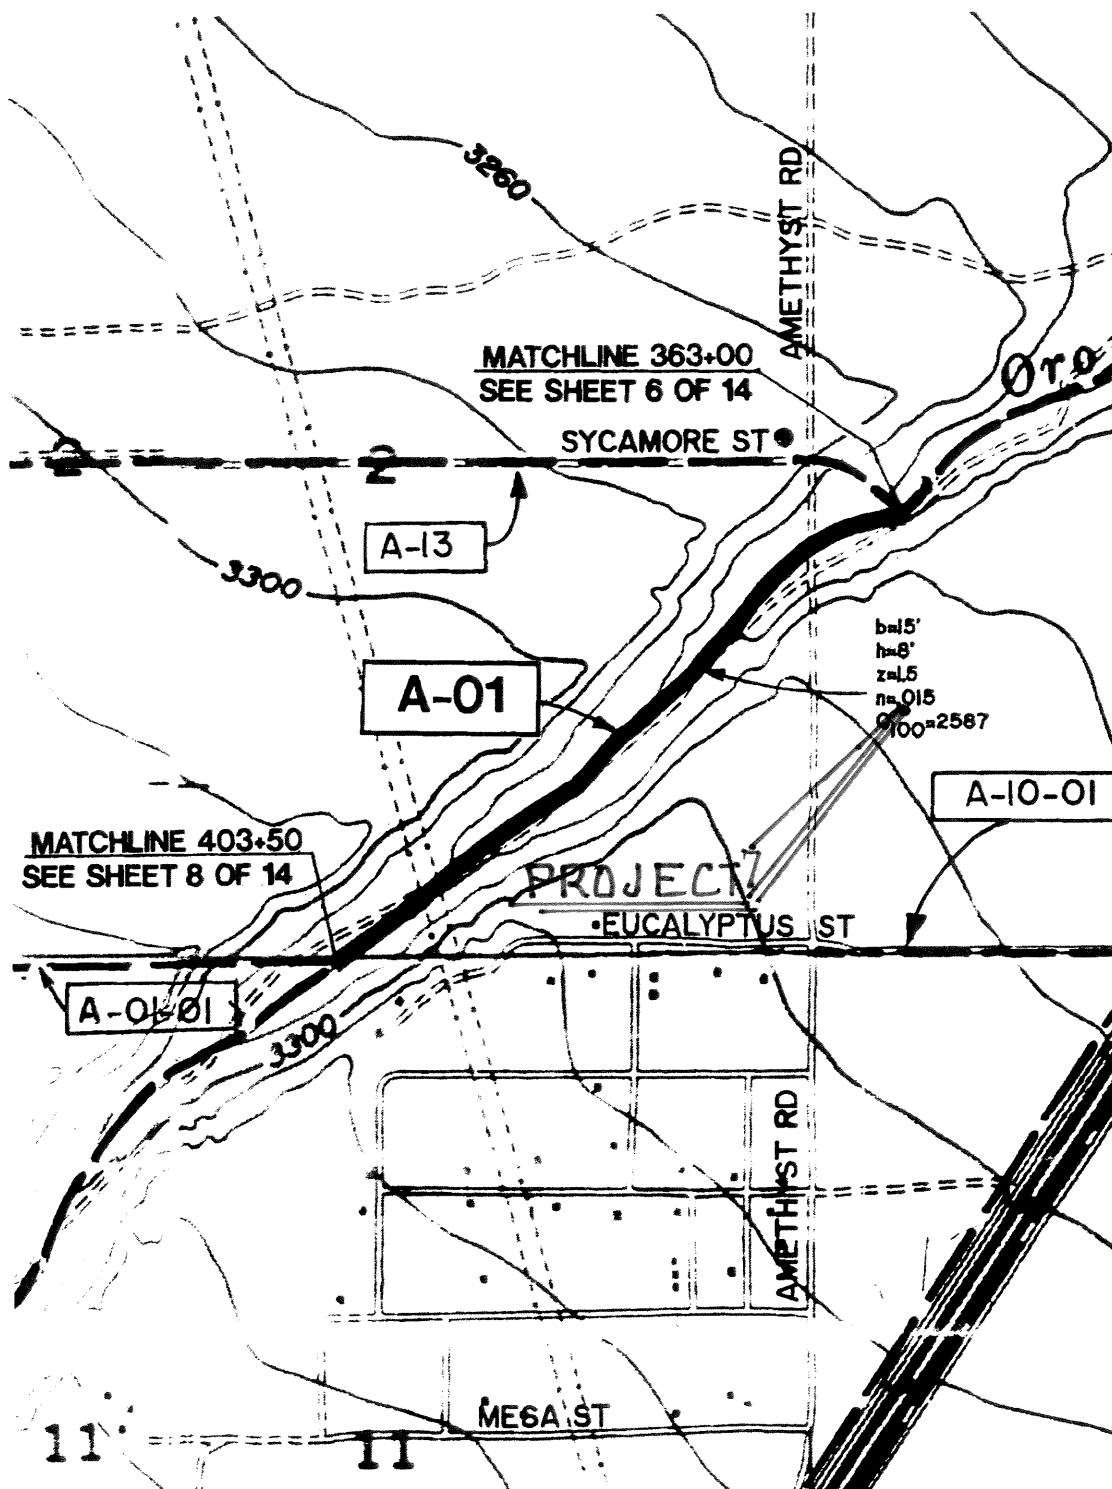 3260
AMETHYST RD
MATCHLINE 363+00
SEE SHEET 6 OF 14
Oro
SYCAMORE ST
2
2
A-13
3300
b=15'
h=8'
z=1.5
n=.015
Q100=2587
A-01
A-10-01
MATCHLINE 403+50
SEE SHEET 8 OF 14
PROJECT
EUCALYPTUS ST
A-01-01
3300
AMETHYST RD
MESA ST
11
11